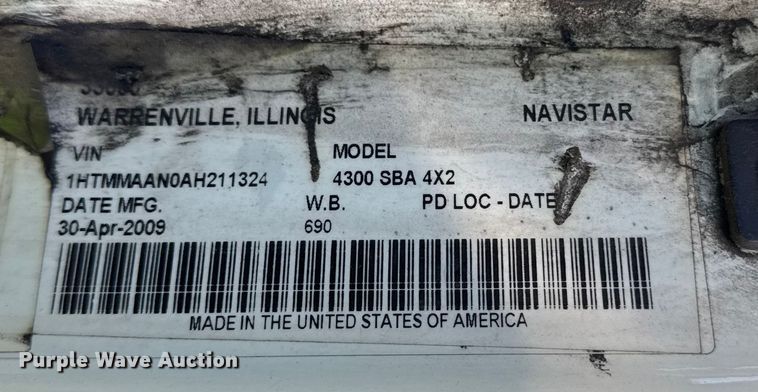 WARRENVILLE, ILLINOIS NAVISTAR
VIN MODEL
1HTMMAAN0AH211324 4300 SBA 4X2
DATE MFG. W.B. PD LOC - DATE
30-Apr-2009 690
MADE IN THE UNITED STATES OF AMERICA
Purple Wave Auction